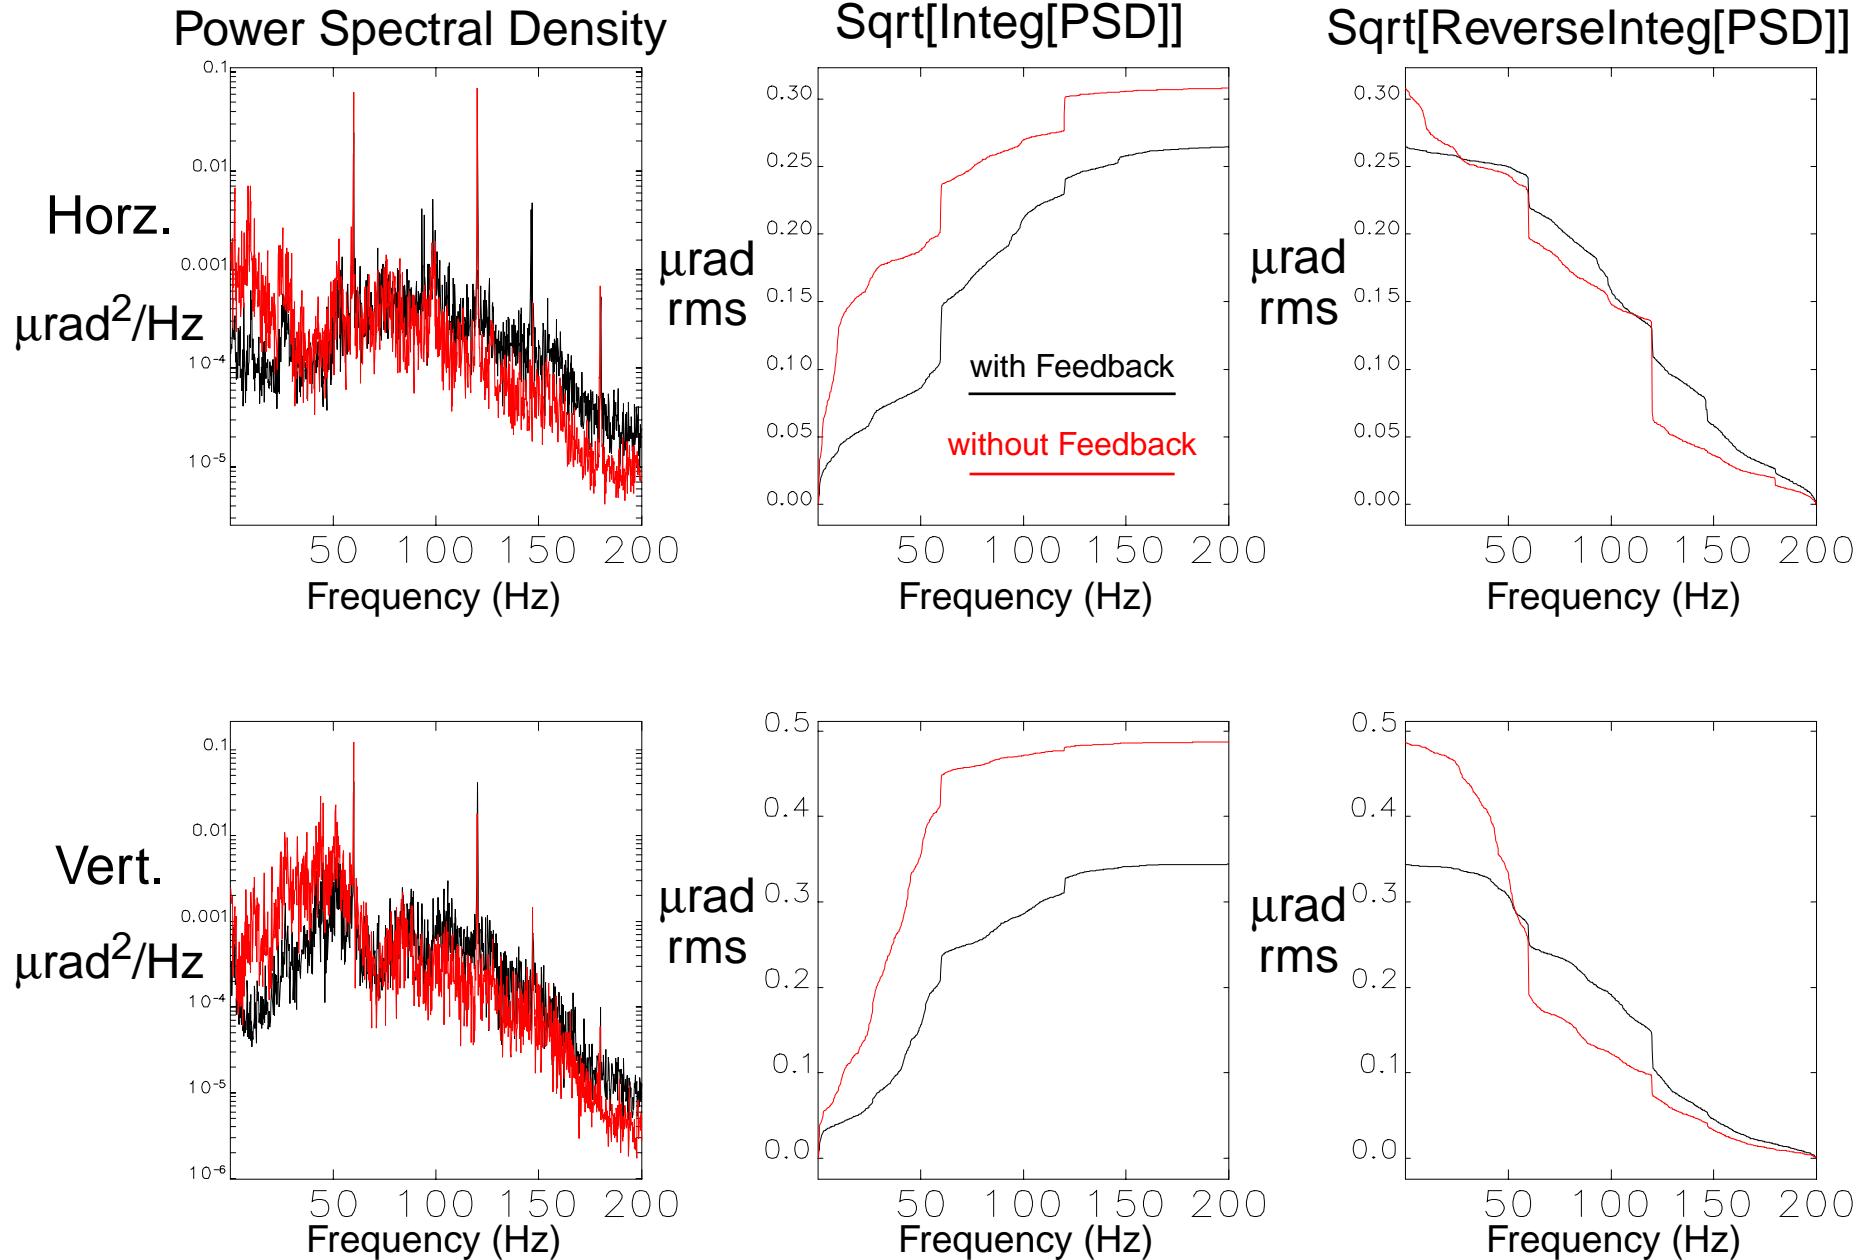 Power Spectral Density
Sqrt[Integ[PSD]]
Sqrt[ReverseInteg[PSD]]
Horz.
μrad²/Hz
0.1
0.01
0.001
10⁻⁴
10⁻⁵
50 100 150 200
Frequency (Hz)
μrad
rms
0.30
0.25
0.20
0.15
0.10
0.05
0.00
with Feedback
without Feedback
50 100 150 200
Frequency (Hz)
μrad
rms
0.30
0.25
0.20
0.15
0.10
0.05
0.00
50 100 150 200
Frequency (Hz)
Vert.
μrad²/Hz
0.1
0.01
0.001
10⁻⁴
10⁻⁵
10⁻⁶
50 100 150 200
Frequency (Hz)
μrad
rms
0.5
0.4
0.3
0.2
0.1
0.0
50 100 150 200
Frequency (Hz)
μrad
rms
0.5
0.4
0.3
0.2
0.1
0.0
50 100 150 200
Frequency (Hz)